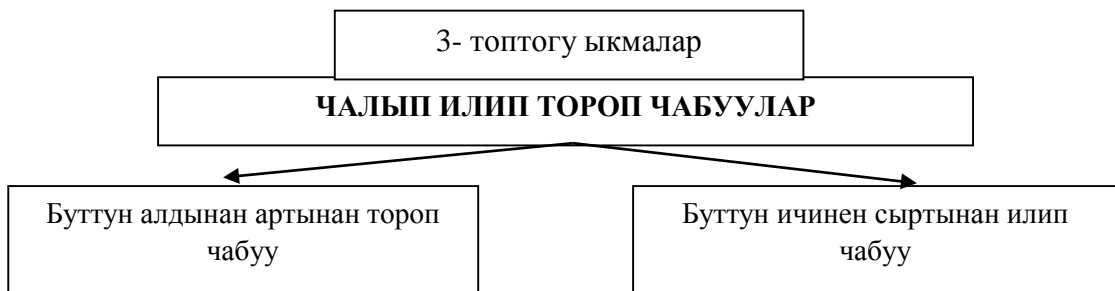 3- топтогу ыкмалар
ЧАЛЫП ИЛИП ТОРОП ЧАБУУЛАР
Буттун алдынан артынан тороп
чабуу
Буттун ичинен сыртынан илип
чабуу